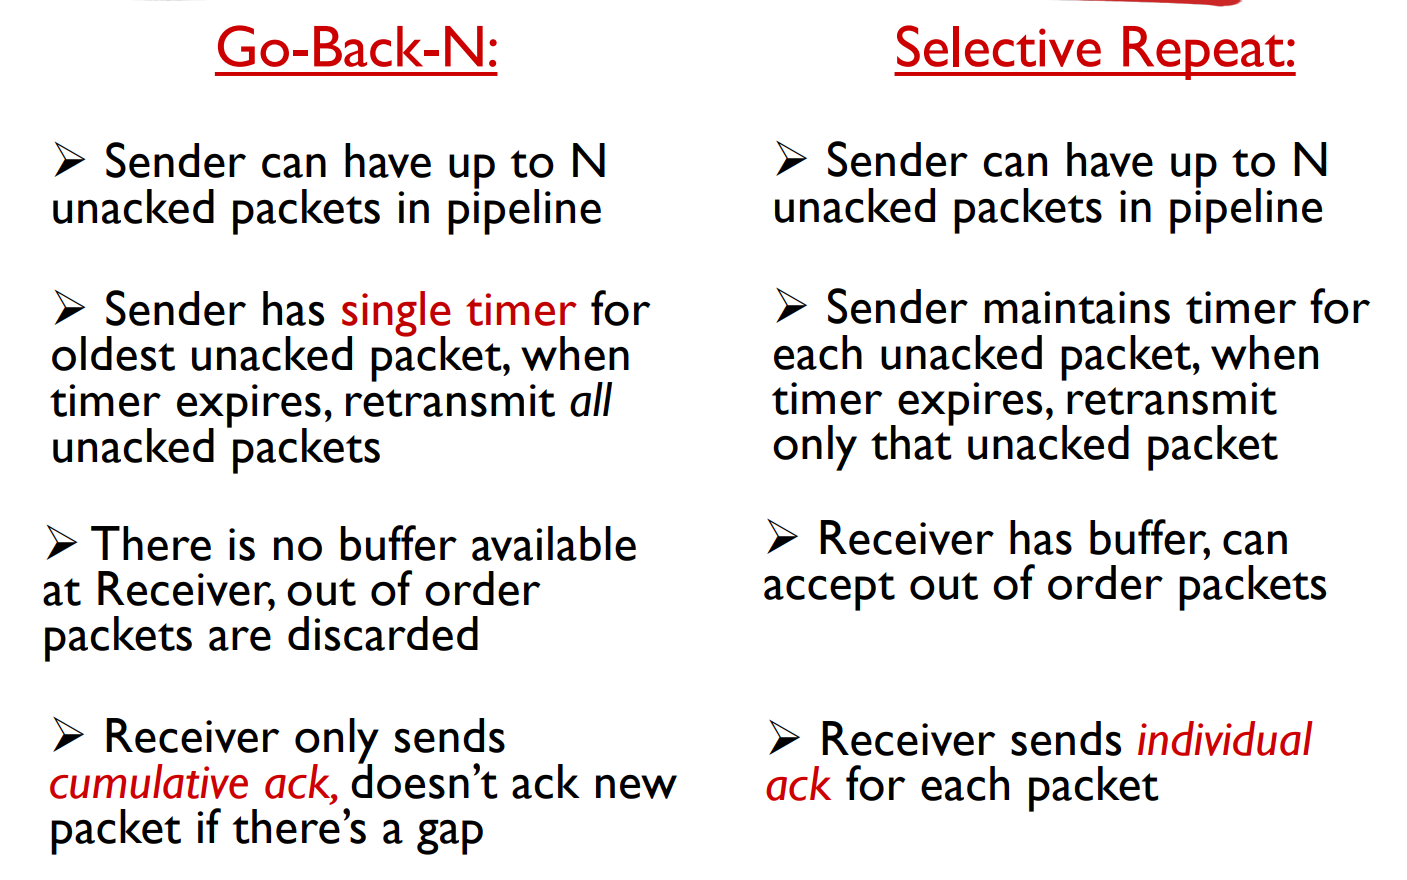 Go-Back-N:
➢ Sender can have up to N
unacked packets in pipeline
➢ Sender has single timer for
oldest unacked packet, when
timer expires, retransmit all
unacked packets
➢ There is no buffer available
at Receiver, out of order
packets are discarded
➢ Receiver only sends
cumulative ack, doesn't ack new
packet if there's a gap
Selective Repeat:
➢ Sender can have up to N
unacked packets in pipeline
➢ Sender maintains timer for
each unacked packet, when
timer expires, retransmit
only that unacked packet
➢ Receiver has buffer, can
accept out of order packets
➢ Receiver sends individual
ack for each packet